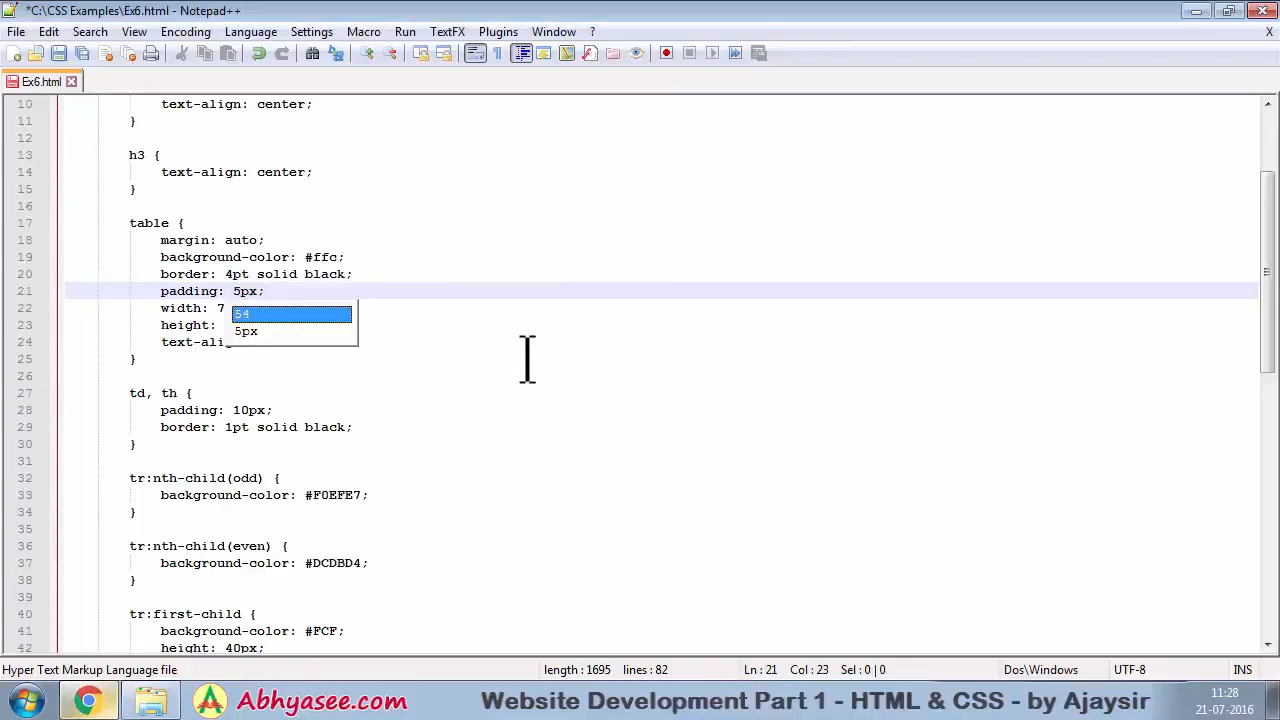 *C:\CSS Examples\Ex6.html - Notepad++
File Edit Search View Encoding Language Settings Macro Run TextFX Plugins Window ? X
Ex6.html
10 text-align: center;
11 }
12
13 h3 {
14 text-align: center;
15 }
16
17 table {
18 margin: auto;
19 background-color: #ffc;
20 border: 4pt solid black;
21 padding: 5px;
22 width: 7
54
23 height:
5px
24 text-alig
25 }
26
27 td, th {
28 padding: 10px;
29 border: 1pt solid black;
30 }
31
32 tr:nth-child(odd) {
33 background-color: #F0EFE7;
34 }
35
36 tr:nth-child(even) {
37 background-color: #DCDBD4;
38 }
39
40 tr:first-child {
41 background-color: #FCF;
42 height: 40px;
Hyper Text Markup Language file length : 1695 lines : 82 Ln : 21 Col : 23 Sel : 0 | 0 Dos\Windows UTF-8 INS
Abhyasee.com Website Development Part 1 - HTML & CSS - by Ajaysir 11:28
21-07-2016